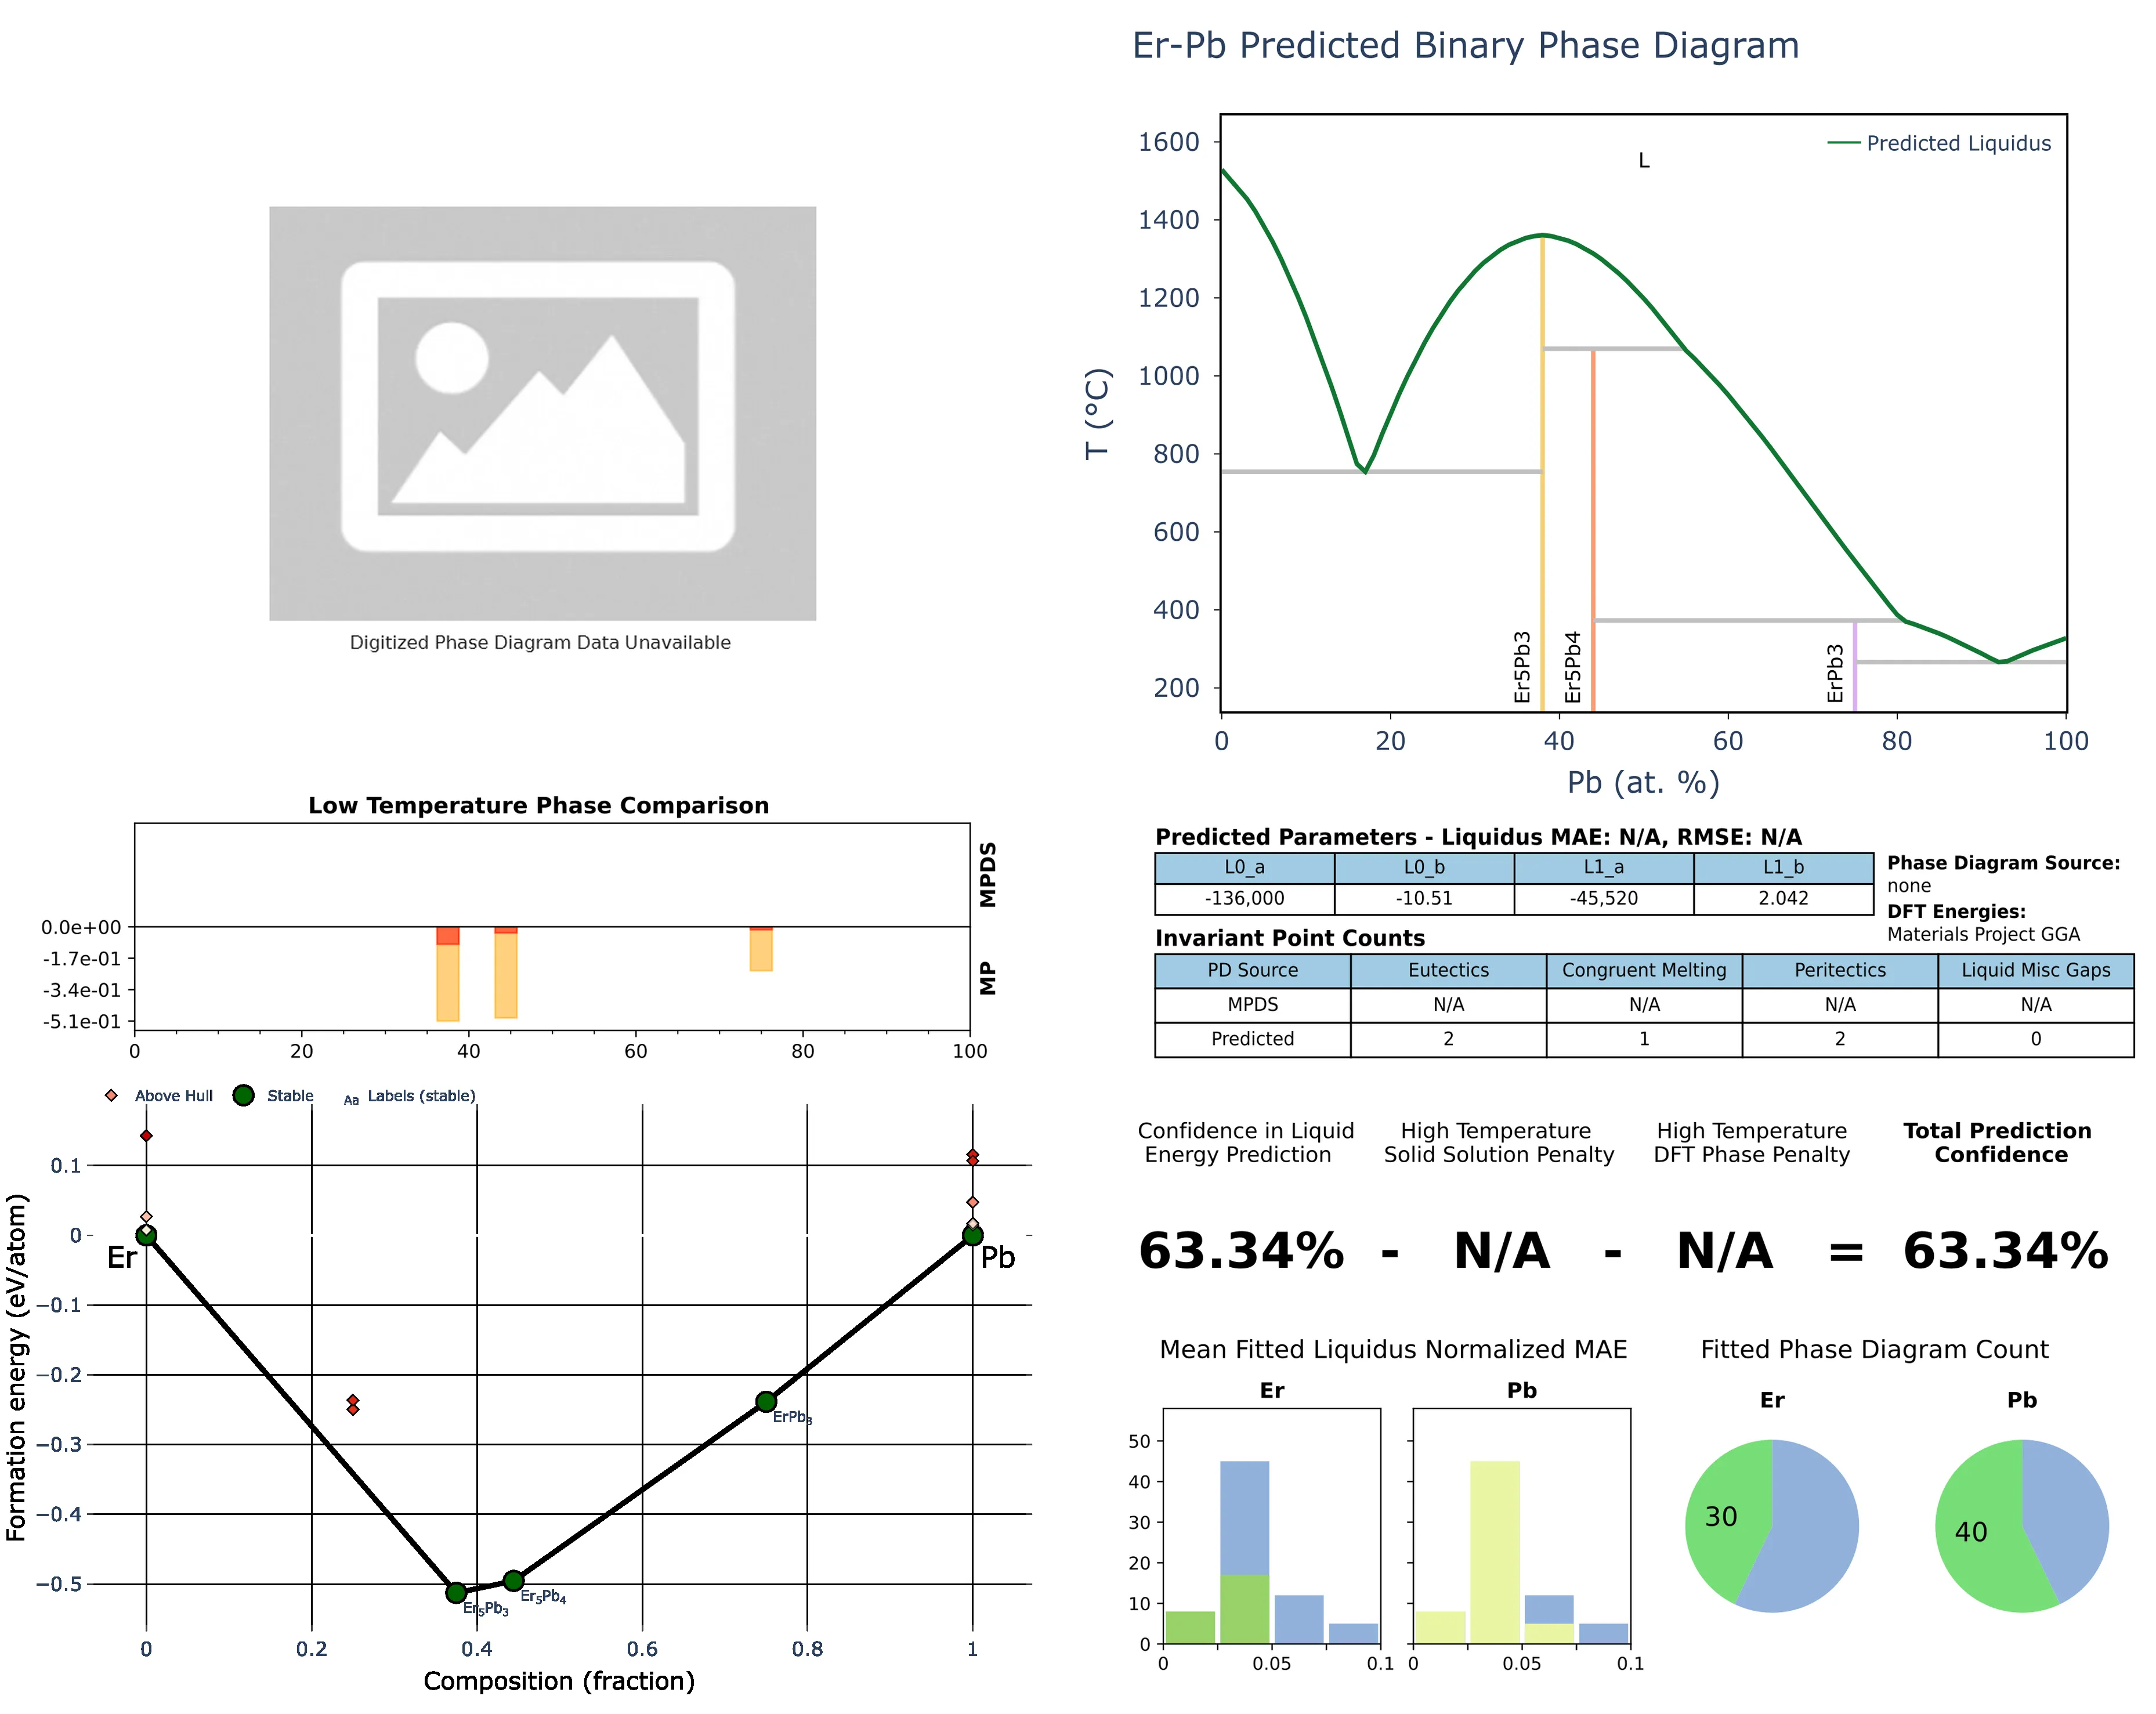 Er-Pb Predicted Binary Phase Diagram
Digitized Phase Diagram Data Unavailable
1600
1400
1200
1000
800
600
400
200
T (°C)
L
Predicted Liquidus
Er5Pb3
Er5Pb4
ErPb3
0 20 40 60 80 100
Pb (at. %)
Low Temperature Phase Comparison
MPDS
MP
0.0e+00
-1.7e-01
-3.4e-01
-5.1e-01
0 20 40 60 80 100
Predicted Parameters - Liquidus MAE: N/A, RMSE: N/A
L0_a L0_b L1_a L1_b
-136,000 -10.51 -45,520 2.042
Phase Diagram Source:
none
DFT Energies:
Materials Project GGA
Invariant Point Counts
PD Source Eutectics Congruent Melting Peritectics Liquid Misc Gaps
MPDS N/A N/A N/A N/A
Predicted 2 1 2 0
Above Hull Stable Aa Labels (stable)
0.1
0
−0.1
−0.2
−0.3
−0.4
−0.5
Formation energy (eV/atom)
Er
Pb
ErPb3
Er5Pb3
Er5Pb4
0 0.2 0.4 0.6 0.8 1
Composition (fraction)
Confidence in Liquid
Energy Prediction
High Temperature
Solid Solution Penalty
High Temperature
DFT Phase Penalty
Total Prediction
Confidence
63.34% - N/A - N/A = 63.34%
Mean Fitted Liquidus Normalized MAE
Er
Pb
50
40
30
20
10
0
0 0.05 0.1
0 0.05 0.1
Fitted Phase Diagram Count
Er
Pb
30
40